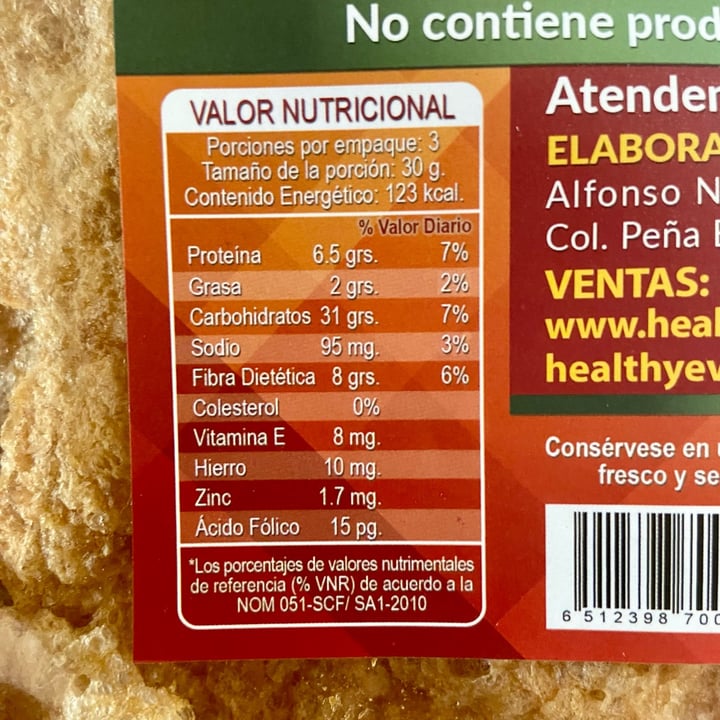 No contiene
VALOR NUTRICIONAL
Porciones por empaque: 3
Tamaño de la porción: 30 g.
Contenido Energético: 123 kcal.
% Valor Diario
Proteína 6.5 grs. 7%
Grasa 2 grs. 2%
Carbohidratos 31 grs. 7%
Sodio 95 mg. 3%
Fibra Dietética 8 grs. 6%
Colesterol 0%
Vitamina E 8 mg.
Hierro 10 mg.
Zinc 1.7 mg.
Ácido Fólico 15 pg.
*Los porcentajes de valores nutrimentales
de referencia (% VNR) de acuerdo a la
NOM 051-SCF/ SA1-2010
Atender
ELABORA
Alfonso N
Col. Peña
VENTAS:
www.heal
healthyev
Consérvese en
fresco y se
6 512398 700